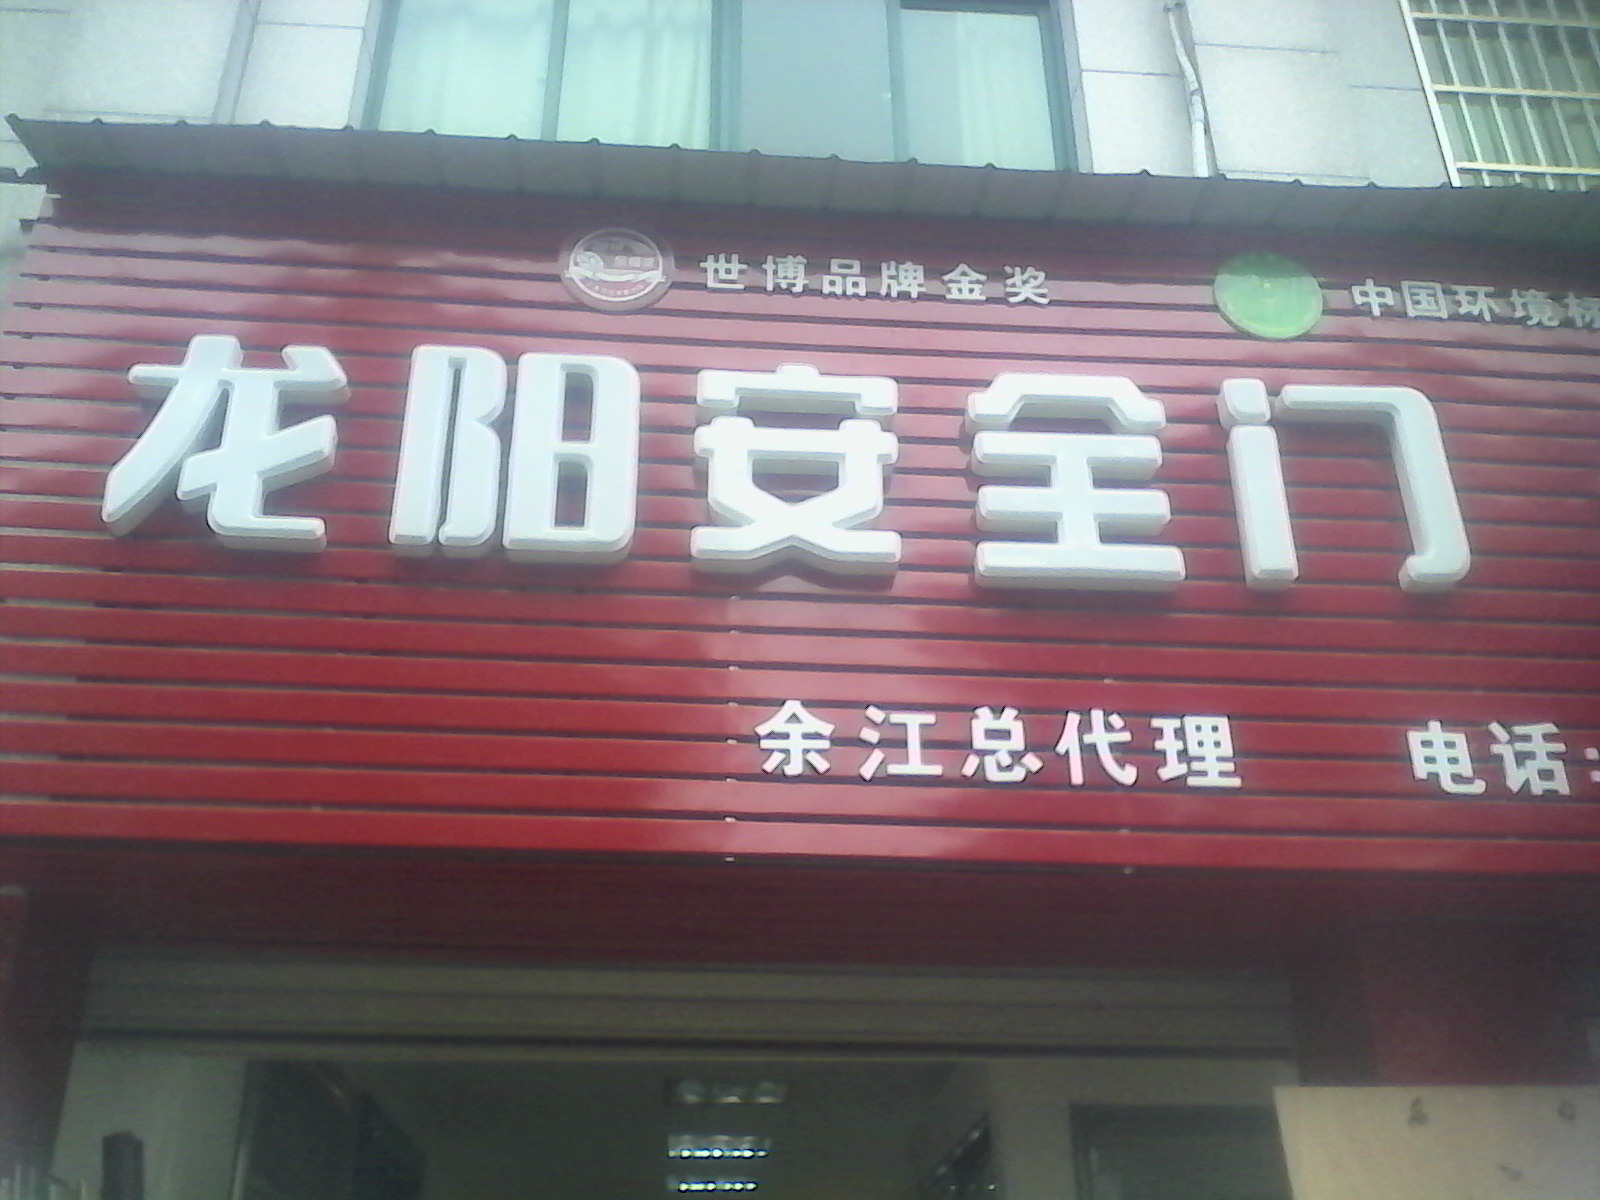 世博品牌金奖 中国环境标
龙阳安全门
余江总代理 电话: